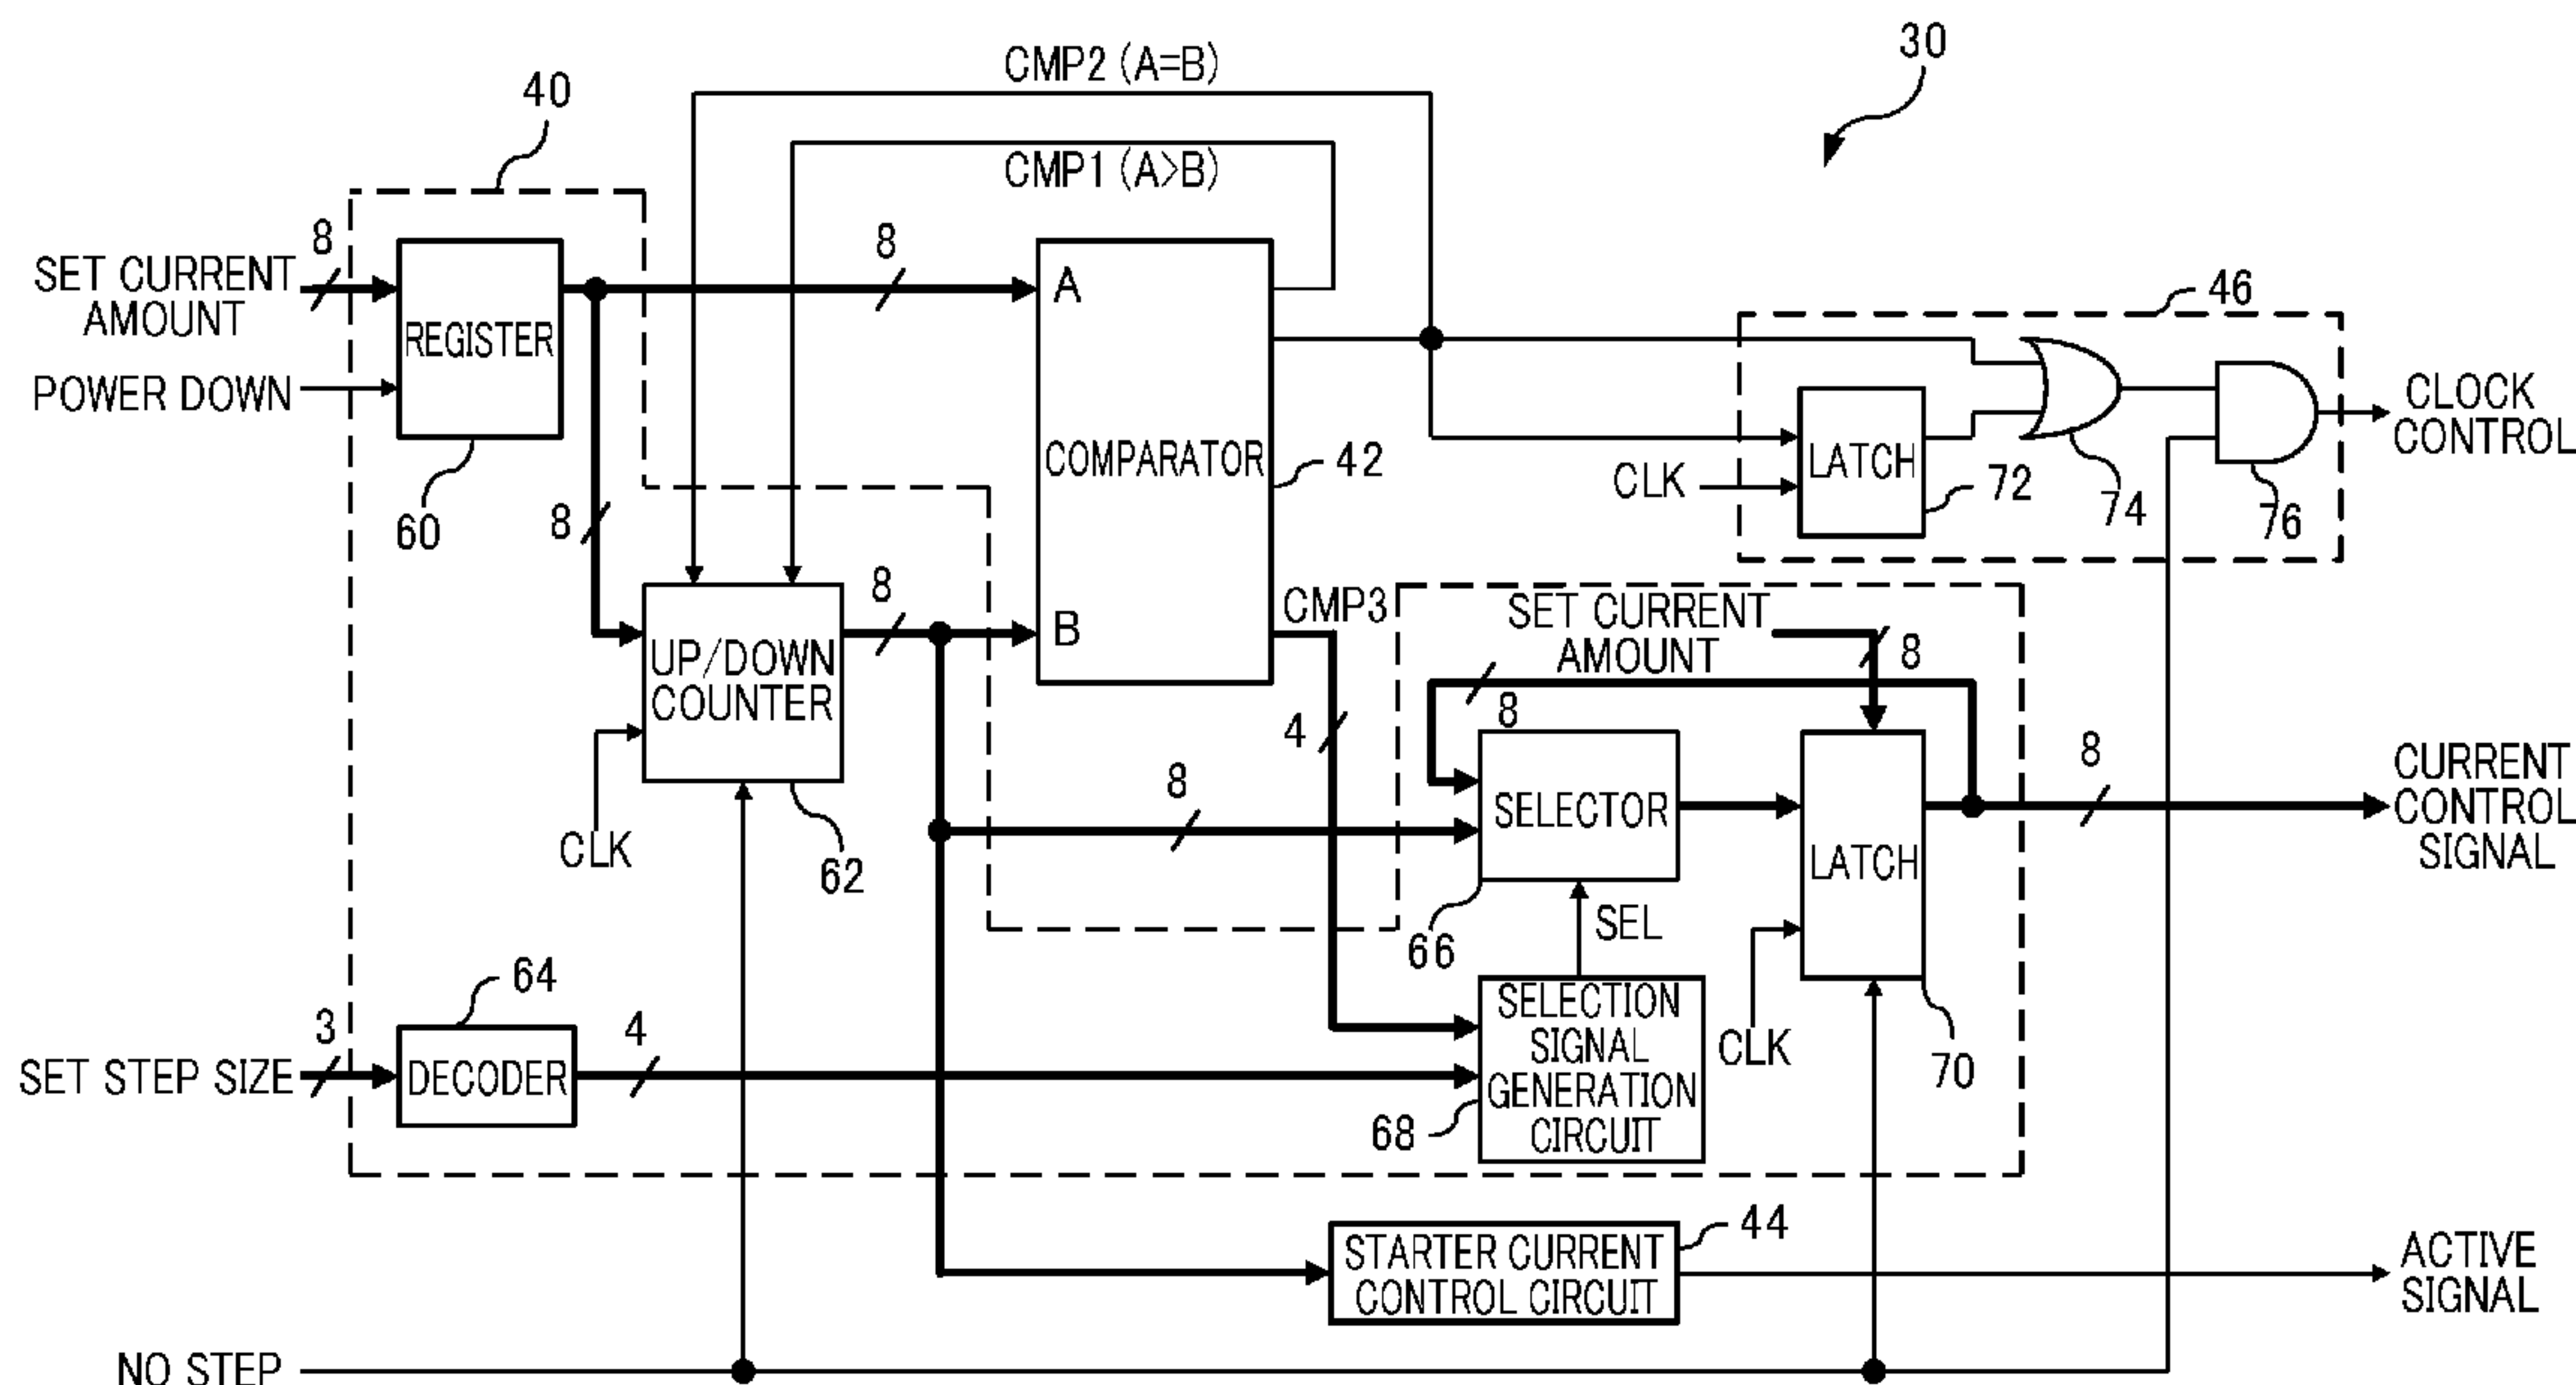 30
CMP2 (A=B)
40
CMP1 (A>B)
8
8
SET CURRENT
AMOUNT
A
46
REGISTER
POWER DOWN
CLOCK
CONTROL
COMPARATOR
42
LATCH
CLK
72
74
76
60
8
8
CMP3
SET CURRENT
AMOUNT
8
B
UP/DOWN
COUNTER
8
4
8
8
CURRENT
CONTROL
SIGNAL
SELECTOR
LATCH
CLK
62
66
SEL
64
SELECTION
SIGNAL
GENERATION
CIRCUIT
3
4
CLK
70
SET STEP SIZE
DECODER
68
44
STARTER CURRENT
CONTROL CIRCUIT
ACTIVE
SIGNAL
NO STEP